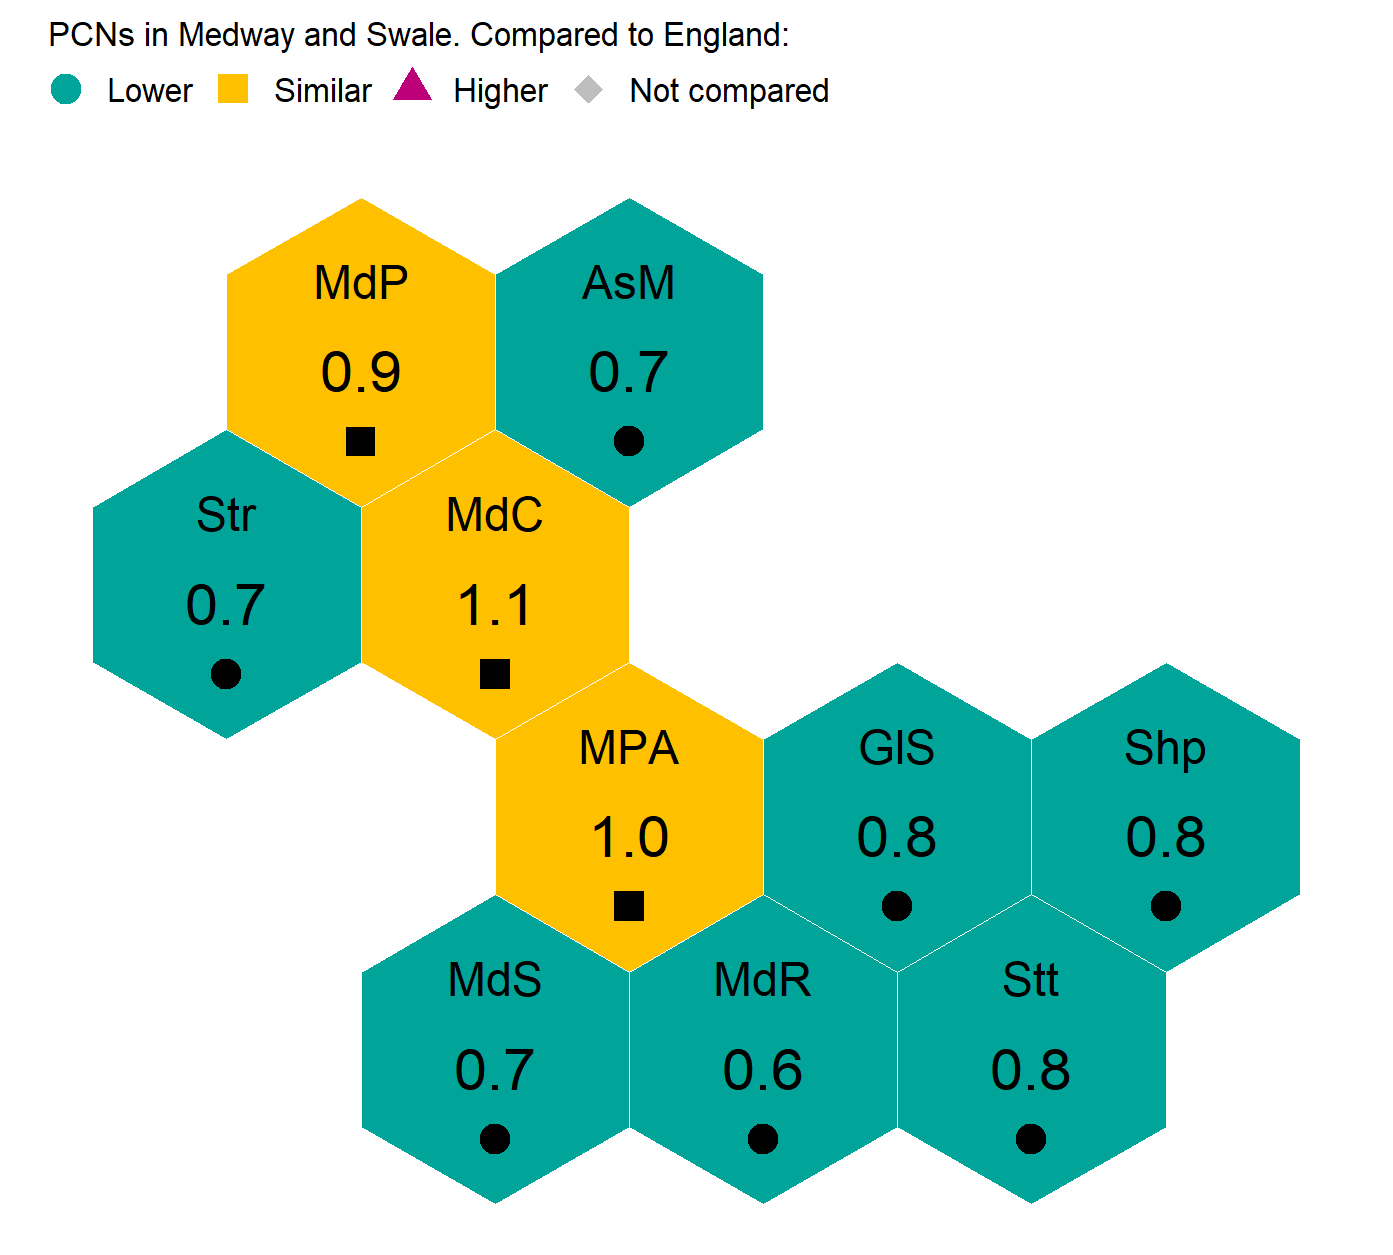 PCNs in Medway and Swale. Compared to England:
Lower Similar Higher Not compared
MdP AsM
0.9 0.7
Str MdC
0.7 1.1
MPA GlS Shp
1.0 0.8 0.8
MdS MdR Stt
0.7 0.6 0.8